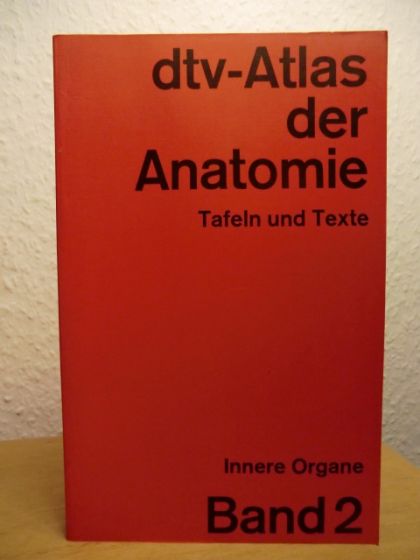 dtv-Atlas
der
Anatomie
Tafeln und Texte
Innere Organe
Band 2